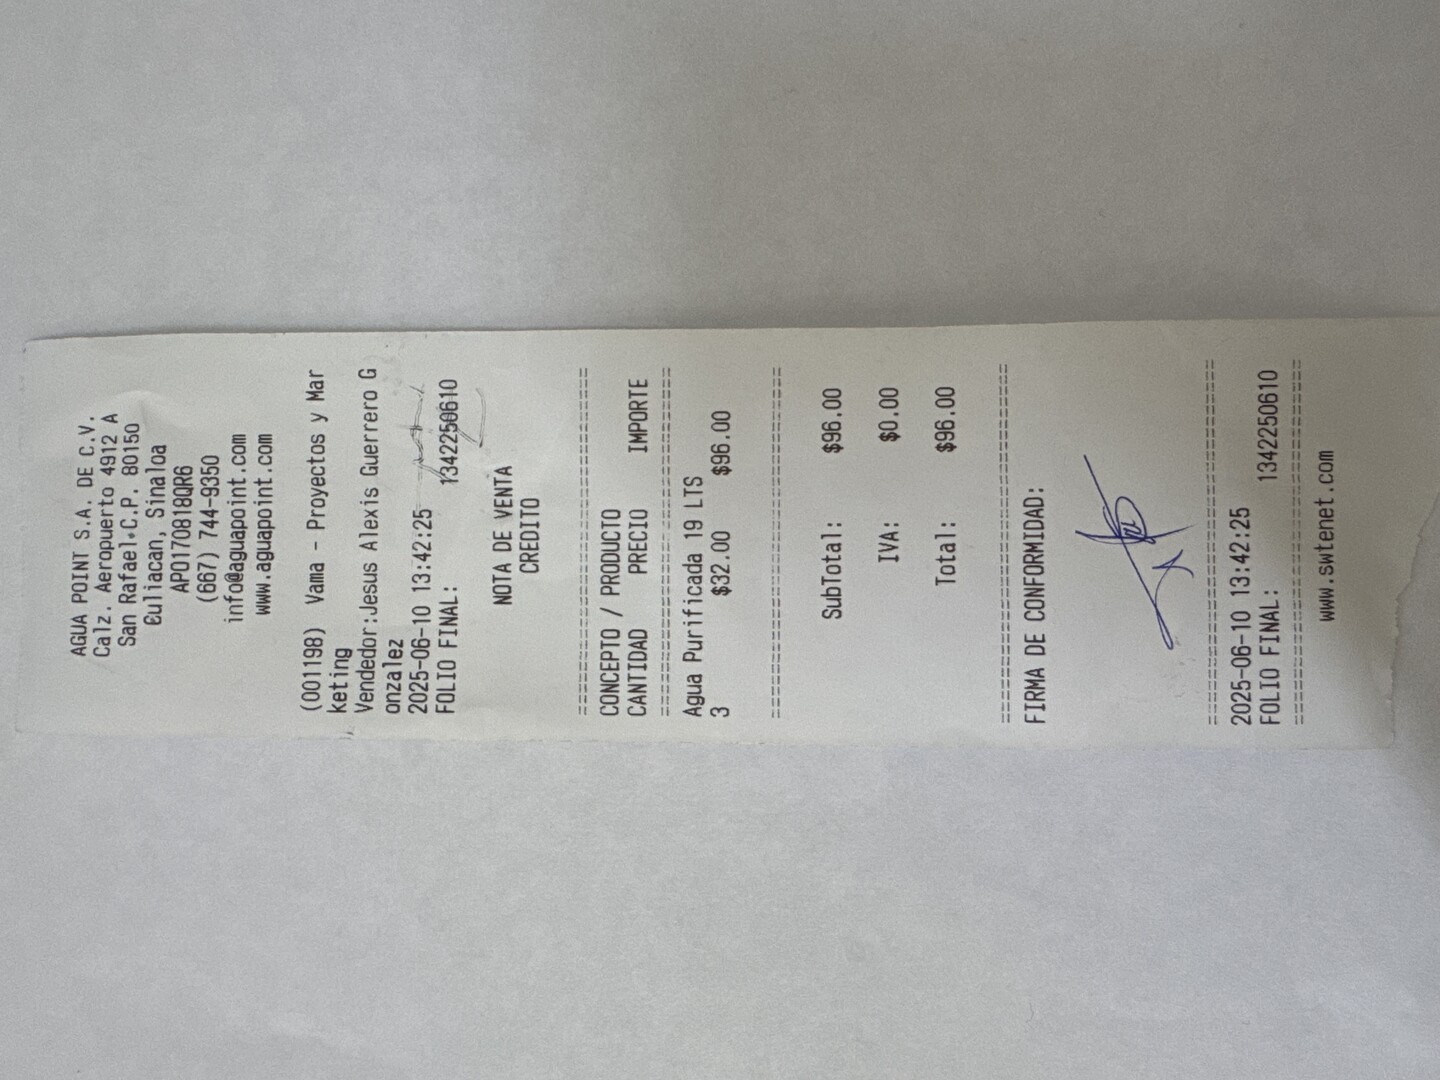 AGUA POINT S.A. DE C.V.
Calz. Aeropuerto 4912 A
San Rafael.C.P. 80150
Culiacan, Sinaloa
APO170818QR6
(667) 744-9350
info@aguapoint.com
www.aguapoint.com
(001198) Vama - Proyectos y Mar
keting
Vendedor:Jesus Alexis Guerrero G
onzalez
2025-06-10 13:42:25
FOLIO FINAL: 1342250610
NOTA DE VENTA
CREDITO
================================
CONCEPTO / PRODUCTO
CANTIDAD PRECIO IMPORTE
================================
Agua Purificada 19 LTS
3 $32.00 $96.00
================================
SubTotal: $96.00
IVA: $0.00
Total: $96.00
================================
FIRMA DE CONFORMIDAD:
================================
2025-06-10 13:42:25
FOLIO FINAL: 1342250610
================================
www.swtenet.com